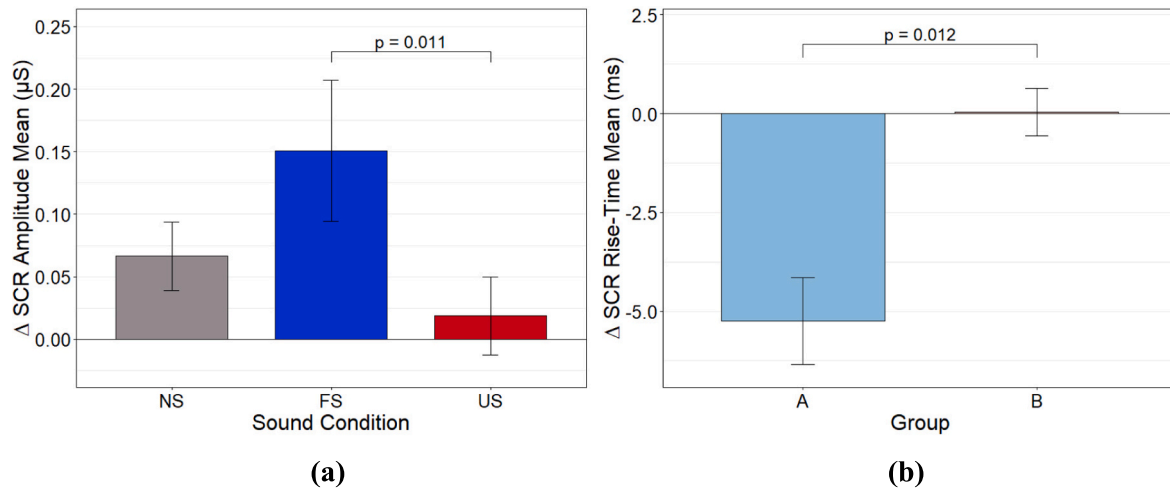 Δ SCR Amplitude Mean (µS)
0.25
0.20
0.15
0.10
0.05
0.00
p = 0.011
NS FS US
Sound Condition
(a)
Δ SCR Rise-Time Mean (ms)
2.5
0.0
-2.5
-5.0
p = 0.012
A B
Group
(b)